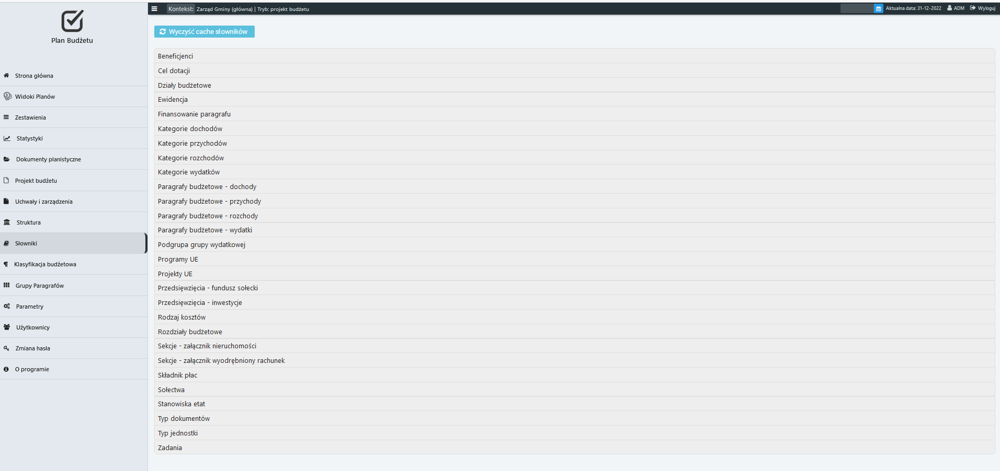 Plan Budżetu
Strona główna
Widoki Planów
Zestawienia
Statystyki
Dokumenty planistyczne
Projekt budżetu
Uchwały i zarządzenia
Struktura
Słowniki
Klasyfikacja budżetowa
Grupy Paragrafów
Parametry
Użytkownicy
Zmiana hasła
O programie
Kontekst: Zarząd Gminy (główna) | Tryb: projekt budżetu
Aktualna data: 31-12-2022 ADM Wyloguj
Wyczyść cache słowników
Beneficjenci
Cel dotacji
Działy budżetowe
Ewidencja
Finansowanie paragrafu
Kategorie dochodów
Kategorie przychodów
Kategorie rozchodów
Kategorie wydatków
Paragrafy budżetowe - dochody
Paragrafy budżetowe - przychody
Paragrafy budżetowe - rozchody
Paragrafy budżetowe - wydatki
Podgrupa grupy wydatkowej
Programy UE
Projekty UE
Przedsięwzięcia - fundusz sołecki
Przedsięwzięcia - inwestycje
Rodzaj kosztów
Rozdziały budżetowe
Sekcje - załącznik nieruchomości
Sekcje - załącznik wyodrębniony rachunek
Składnik płac
Sołectwa
Stanowiska etat
Typ dokumentów
Typ jednostki
Zadania